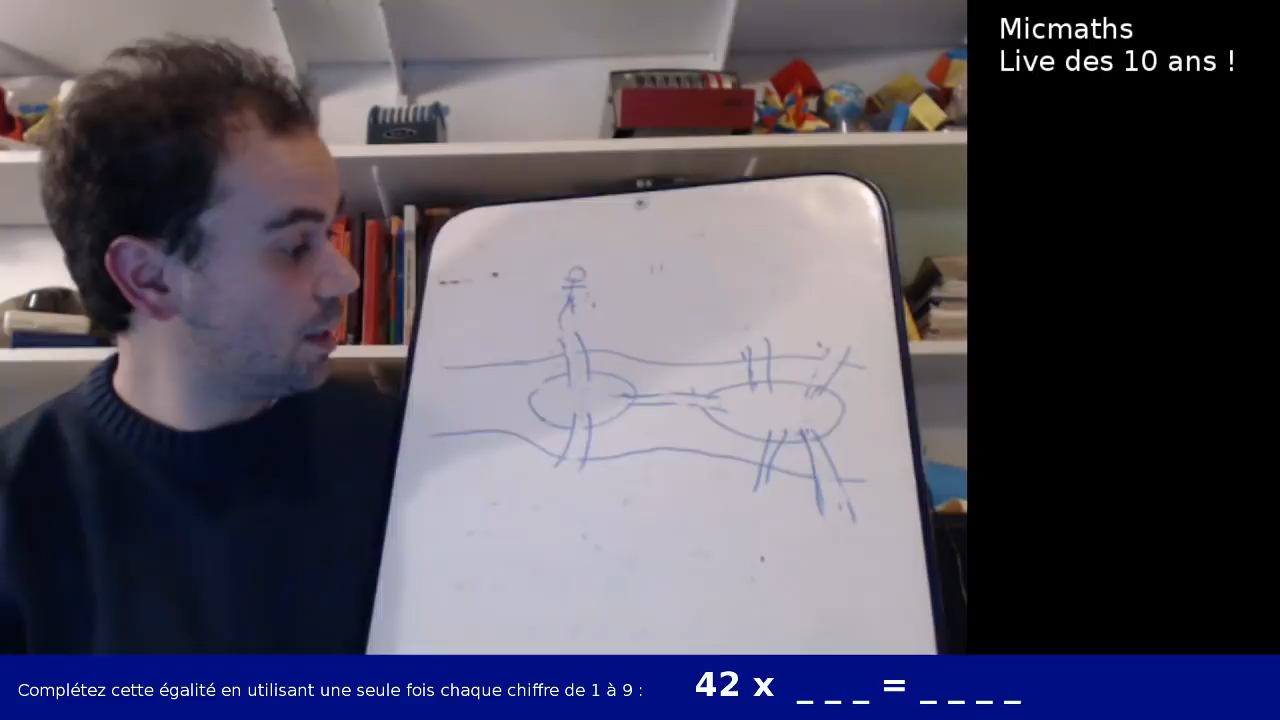 Micmaths
Live des 10 ans !
Complétez cette égalité en utilisant une seule fois chaque chiffre de 1 à 9 : 42 x _ _ _ = _ _ _ _